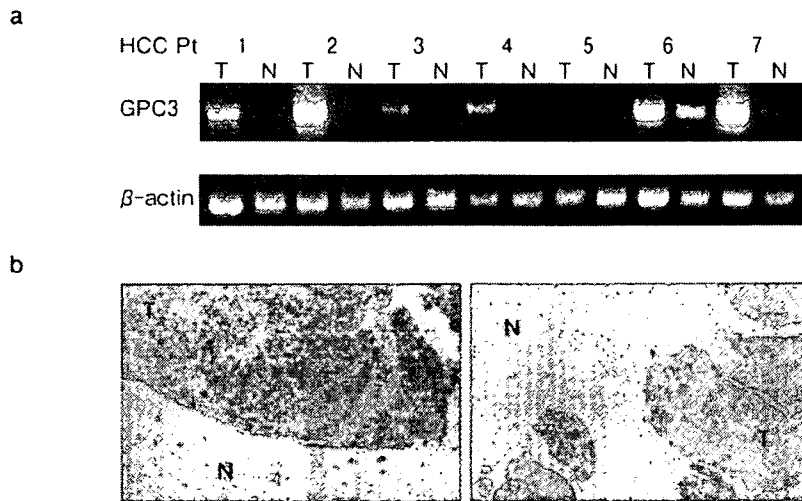 a
HCC Pt 1 2 3 4 5 6 7
T N T N T N T N T N T N T N
GPC3
β-actin
b
T N
N T